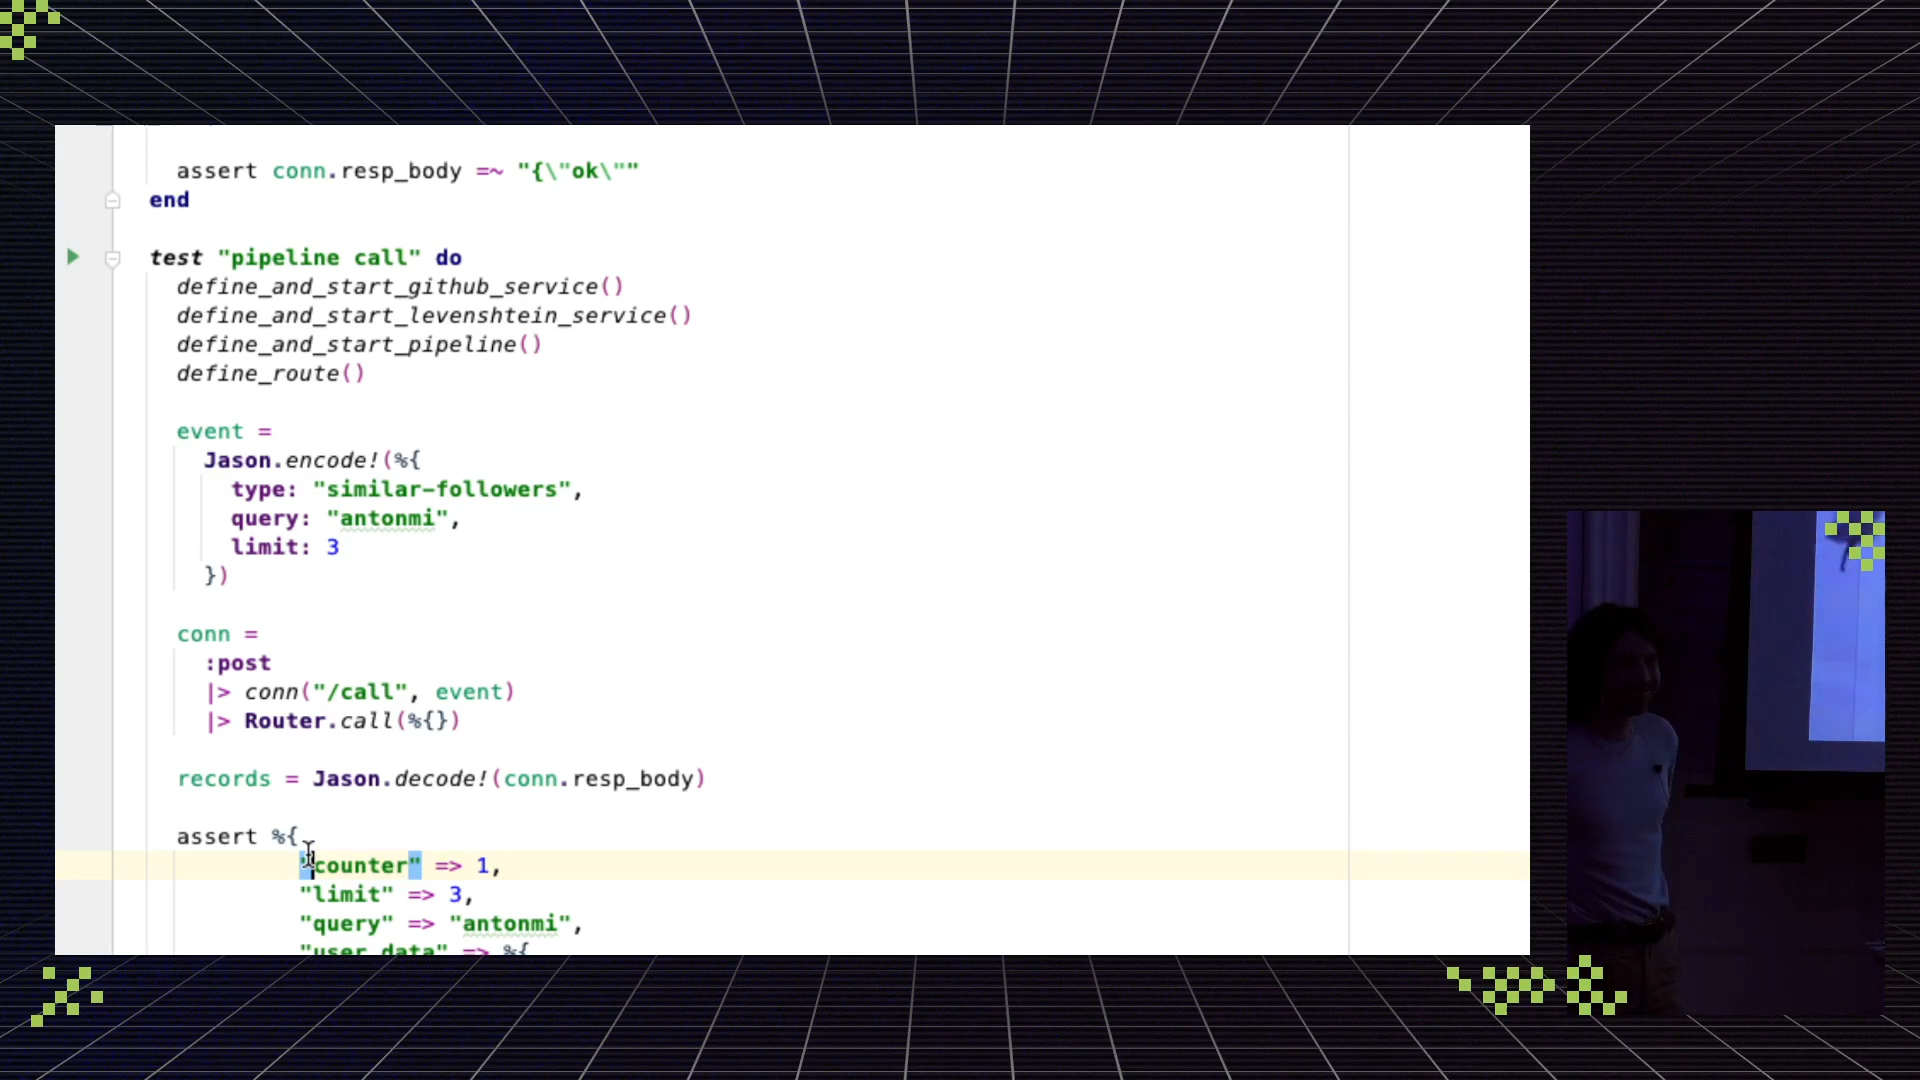 assert conn.resp_body =~ "{\"ok\""
end
test "pipeline call" do
define_and_start_github_service()
define_and_start_levenshtein_service()
define_and_start_pipeline()
define_route()
event =
Jason.encode!(%{
type: "similar-followers",
query: "antonmi",
limit: 3
})
conn =
:post
|> conn("/call", event)
|> Router.call(%{})
records = Jason.decode!(conn.resp_body)
assert %{
"counter" => 1,
"limit" => 3,
"query" => "antonmi",
"user_data" => %{